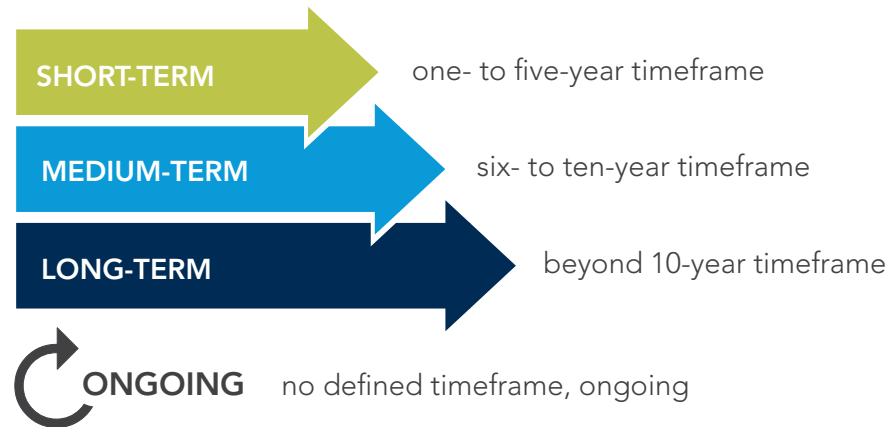 SHORT-TERM one- to five-year timeframe
MEDIUM-TERM six- to ten-year timeframe
LONG-TERM beyond 10-year timeframe
ONGOING no defined timeframe, ongoing